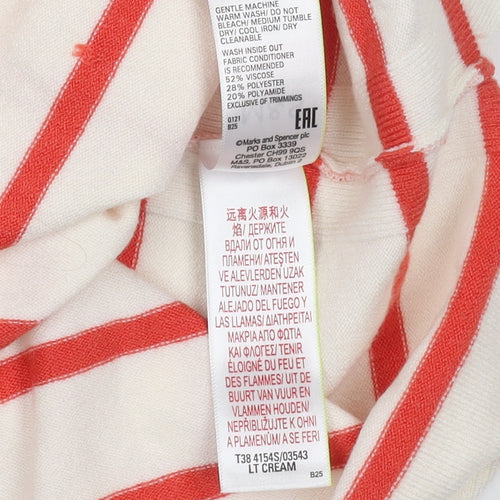 GENTLE MACHINE
WARM WASH/ DO NOT
BLEACH/ MEDIUM TUMBLE
DRY/ COOL IRON/ DRY
CLEANABLE
WASH INSIDE OUT
FABRIC CONDITIONER
IS RECOMMENDED
52% VISCOSE
28% POLYESTER
20% POLYAMIDE
EXCLUSIVE OF TRIMMINGS
Q121
B25
EAC
©Marks and Spencer plc
PO Box 3339
Chester CH99 9QS
M&S, PO Box 13022
Ravensdale, Dublin 2
远离火源和火
焰/ ДЕРЖИТЕ
ВДАЛИ ОТ ОГНЯ И
ПЛАМЕНИ/ ATEŞTEN
VE ALEVLERDEN UZAK
TUTUNUZ/ MANTENER
ALEJADO DEL FUEGO Y
LAS LLAMAS/ ΔΙΑΤΗΡΕΙΤΑΙ
ΜΑΚΡΙΑ ΑΠΟ ΦΩΤΙΑ
ΚΑΙ ΦΛΟΓΕΣ/ TENIR
ÉLOIGNÉ DU FEU ET
DES FLAMMES/ UIT DE
BUURT VAN VUUR EN
VLAMMEN HOUDEN/
NEPŘIBLIŽUJTE K OHNI
A PLAMENŮM/ A SE FERI
T38 4154S/03543
LT CREAM
B25